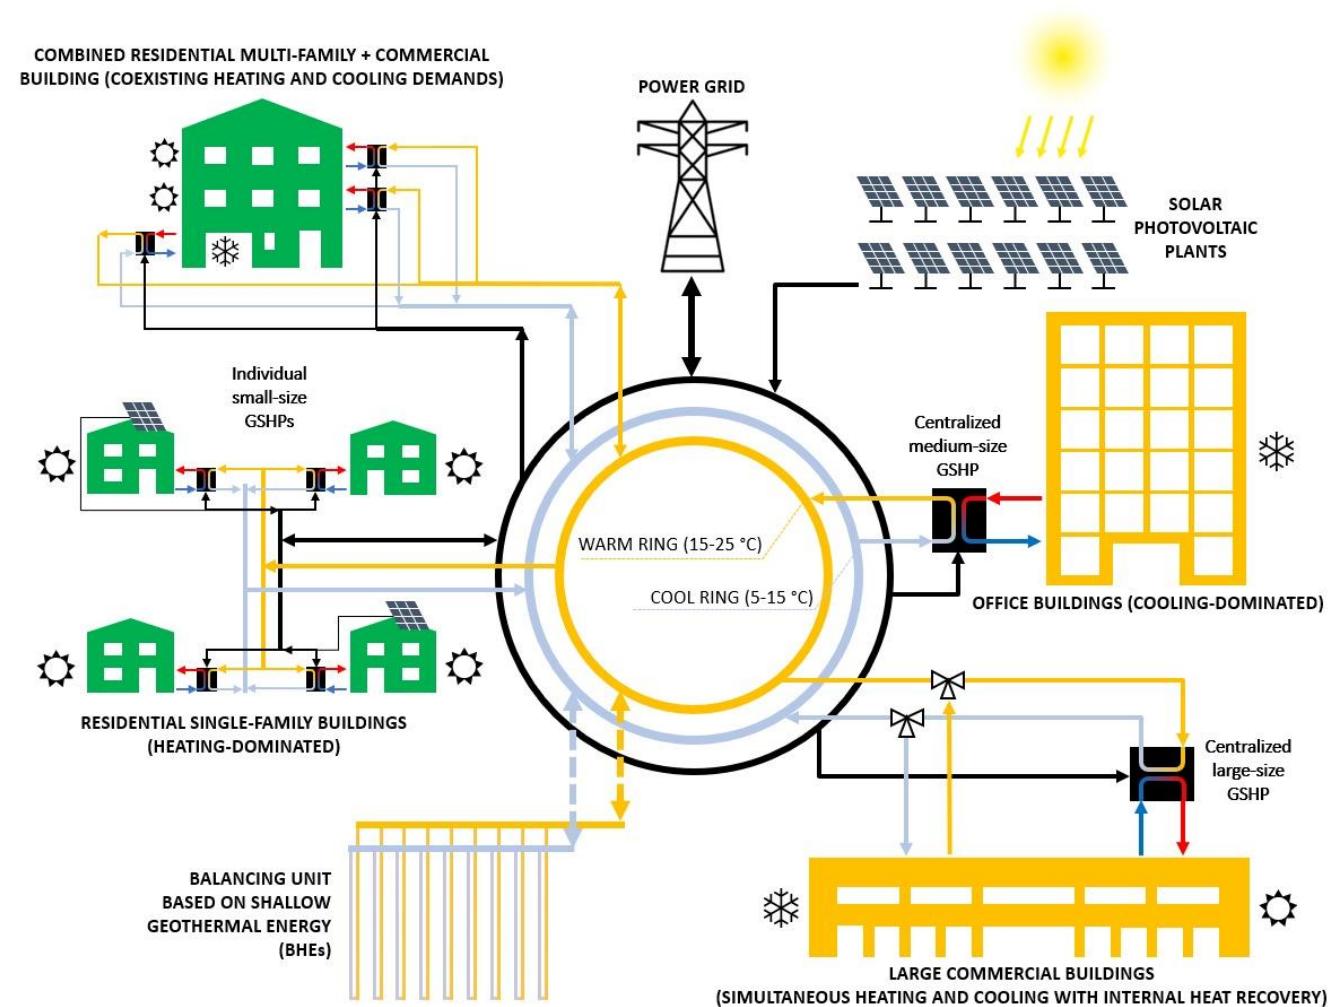 COMBINED RESIDENTIAL MULTI-FAMILY + COMMERCIAL
BUILDING (COEXISTING HEATING AND COOLING DEMANDS)
POWER GRID
SOLAR
PHOTOVOLTAIC
PLANTS
Individual
small-size
GSHPs
Centralized
medium-size
GSHP
WARM RING (15-25 °C)
COOL RING (5-15 °C)
OFFICE BUILDINGS (COOLING-DOMINATED)
RESIDENTIAL SINGLE-FAMILY BUILDINGS
(HEATING-DOMINATED)
Centralized
large-size
GSHP
BALANCING UNIT
BASED ON SHALLOW
GEOTHERMAL ENERGY
(BHEs)
LARGE COMMERCIAL BUILDINGS
(SIMULTANEOUS HEATING AND COOLING WITH INTERNAL HEAT RECOVERY)